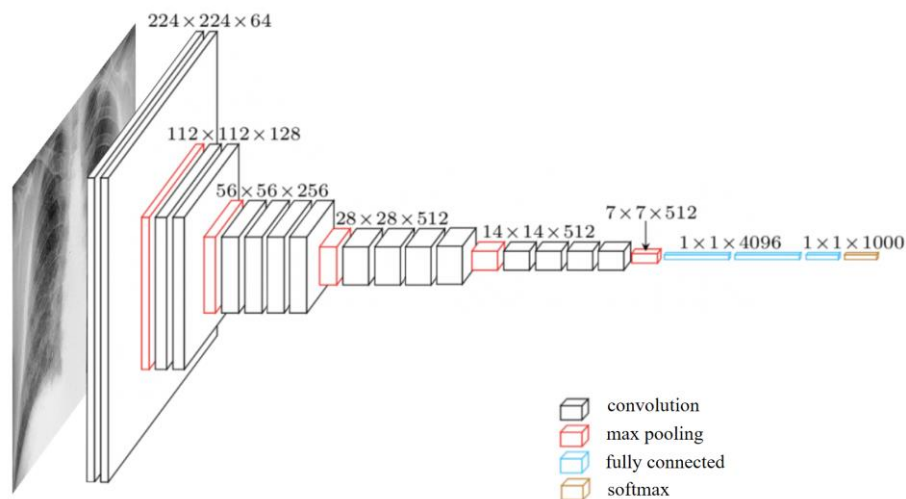 224 × 224 × 64
112 × 112 × 128
56 × 56 × 256
28 × 28 × 512
14 × 14 × 512
7 × 7 × 512
1 × 1 × 4096
1 × 1 × 1000
convolution
max pooling
fully connected
softmax